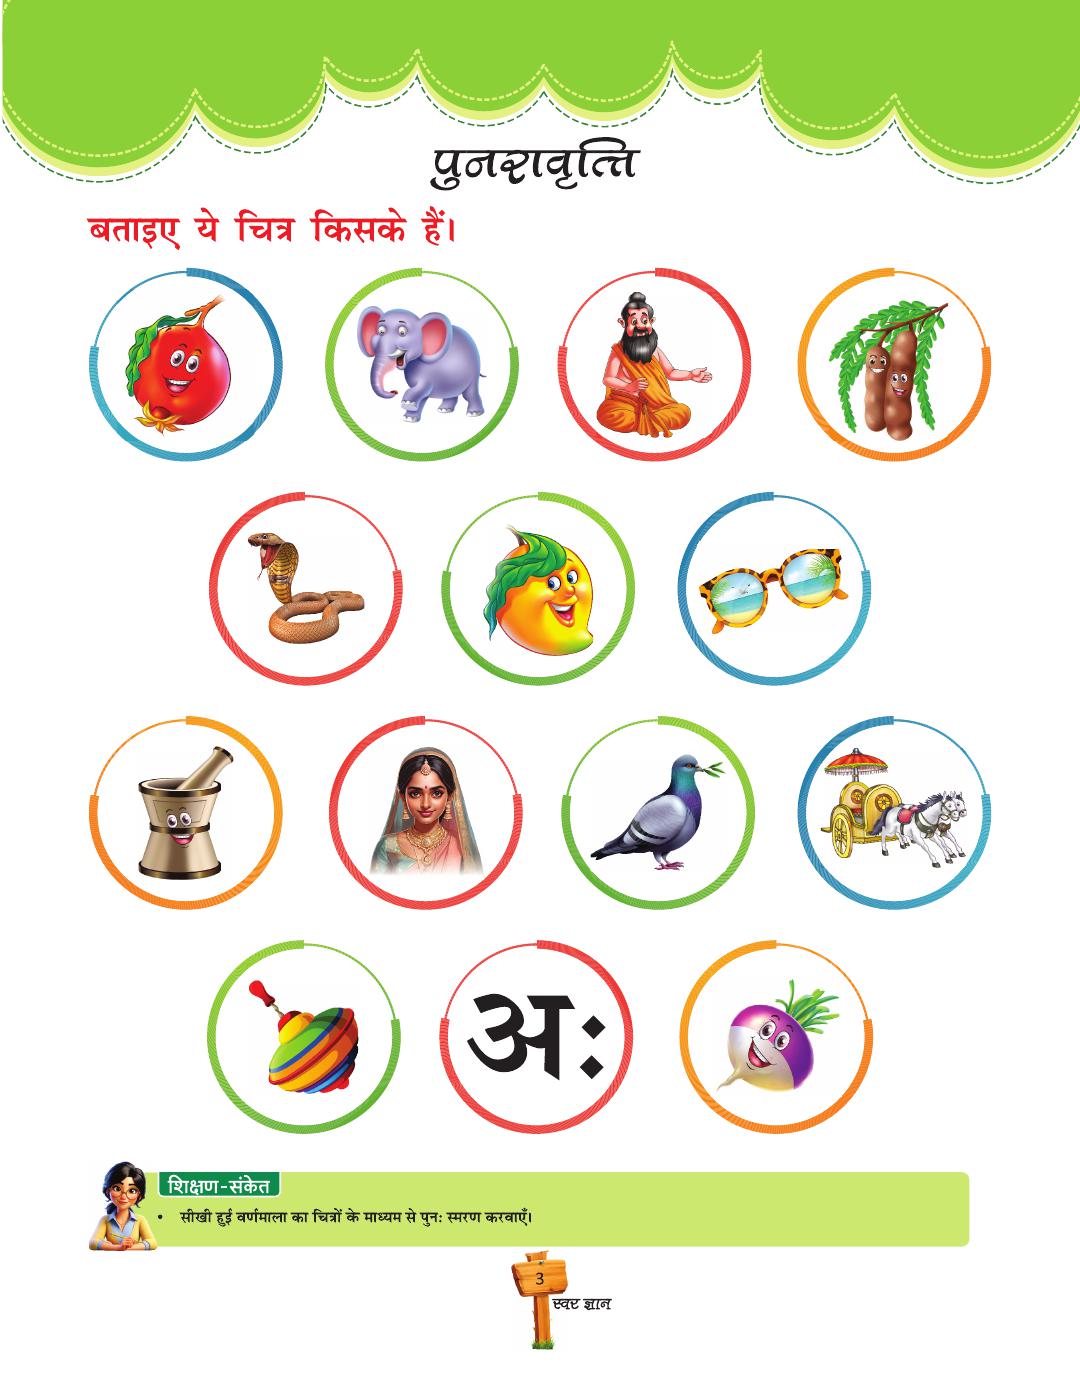 पुनरावृत्ति
बताइए ये चित्र किसके हैं।
अः
शिक्षण-संकेत
• सीखी हुई वर्णमाला का चित्रों के माध्यम से पुनः स्मरण करवाएँ।
3
स्वर ज्ञान